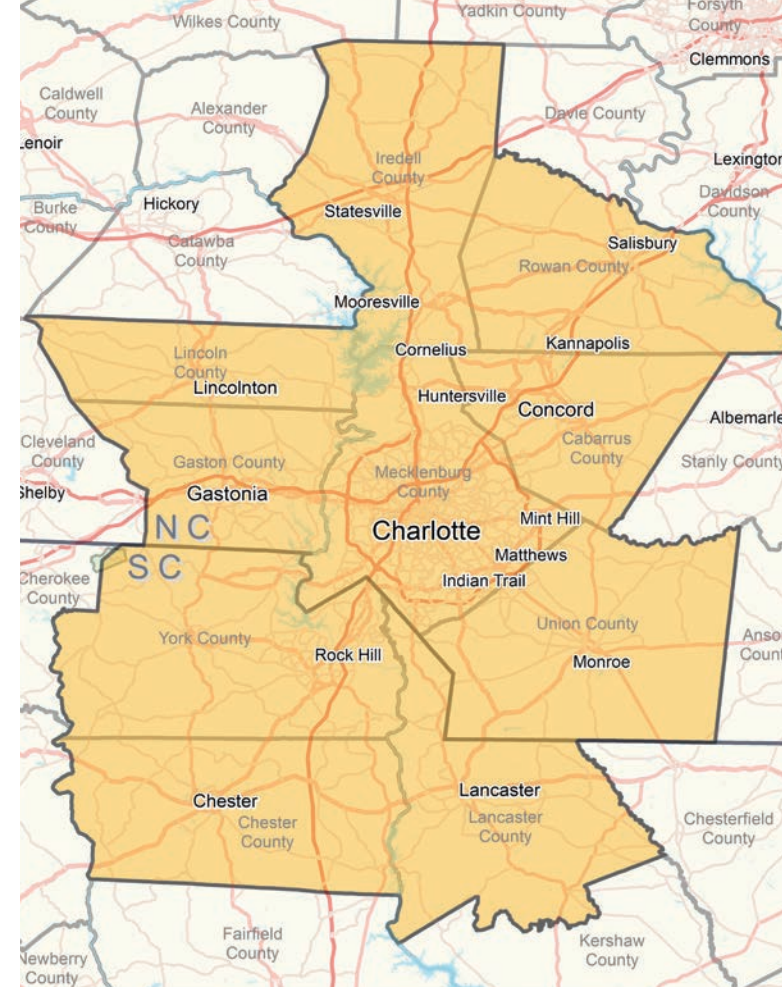 Wilkes County
Yadkin County
Forsyth
County
Clemmons
Caldwell
County
Alexander
County
Davie County
Lenoir
Iredell
County
Lexington
Davidson
County
Burke
County
Hickory
Statesville
Catawba
County
Salisbury
Rowan County
Mooresville
Kannapolis
Cornelius
Lincoln
County
Lincolnton
Huntersville
Concord
Albemarle
Cleveland
County
Gaston County
Cabarrus
County
Stanly County
Mecklenburg
County
Shelby
Gastonia
NC
Charlotte
Mint Hill
Matthews
SC
Cherokee
County
Indian Trail
Union County
York County
Rock Hill
Monroe
Anso
Count
Chester
Lancaster
Chester
County
Lancaster
County
Chesterfield
County
Fairfield
County
Kershaw
County
Newberry
County